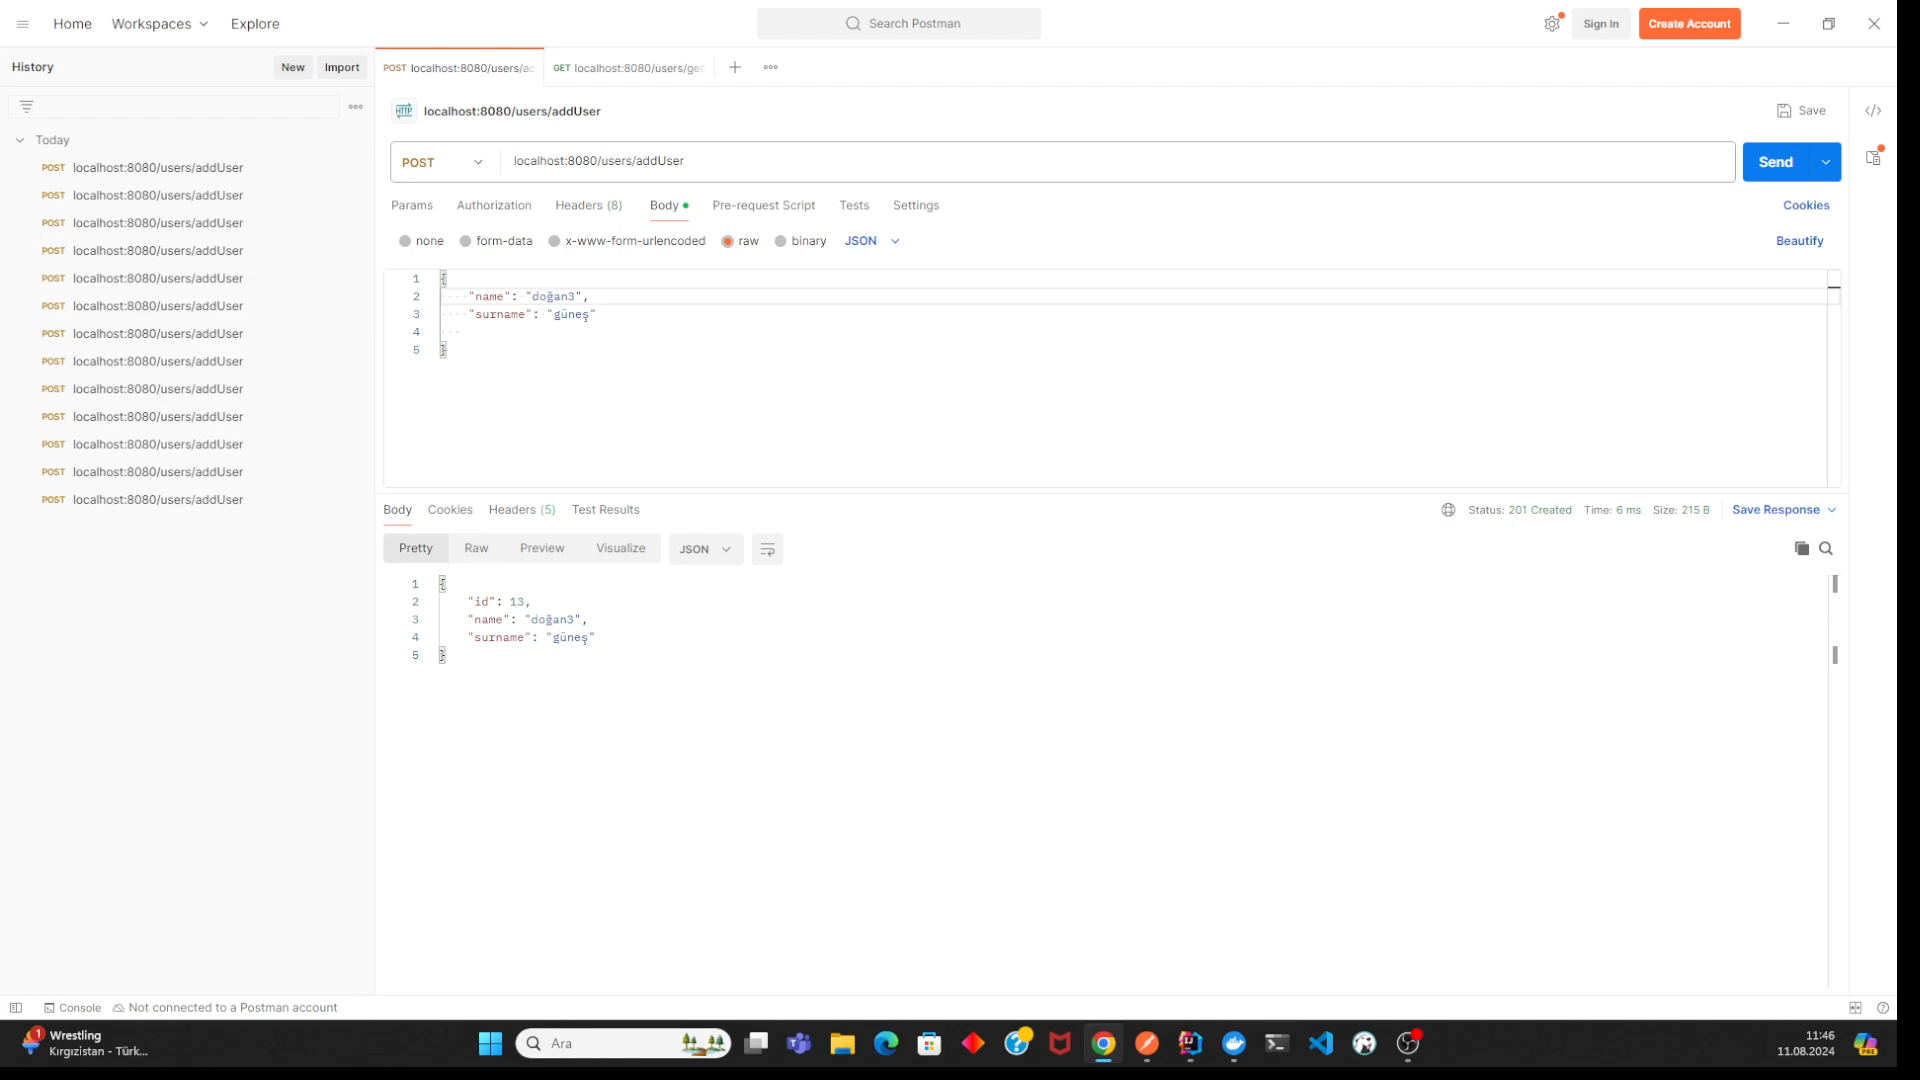 Home Workspaces Explore Search Postman Sign In Create Account
History New Import POST localhost:8080/users/ad GET localhost:8080/users/get
HTTP localhost:8080/users/addUser Save
Today
POST localhost:8080/users/addUser
POST localhost:8080/users/addUser
POST localhost:8080/users/addUser
POST localhost:8080/users/addUser
POST localhost:8080/users/addUser
POST localhost:8080/users/addUser
POST localhost:8080/users/addUser
POST localhost:8080/users/addUser
POST localhost:8080/users/addUser
POST localhost:8080/users/addUser
POST localhost:8080/users/addUser
POST localhost:8080/users/addUser
POST localhost:8080/users/addUser
POST localhost:8080/users/addUser Send
Params Authorization Headers (8) Body Pre-request Script Tests Settings Cookies
none form-data x-www-form-urlencoded raw binary JSON Beautify
1 {
2 "name": "doğan3",
3 "surname": "güneş"
4
5 }
Body Cookies Headers (5) Test Results Status: 201 Created Time: 6 ms Size: 215 B Save Response
Pretty Raw Preview Visualize JSON
1 {
2 "id": 13,
3 "name": "doğan3",
4 "surname": "güneş"
5 }
Console Not connected to a Postman account
1 Wrestling
Kırgızistan - Türk...
Ara
PRE
11:46
11.08.2024